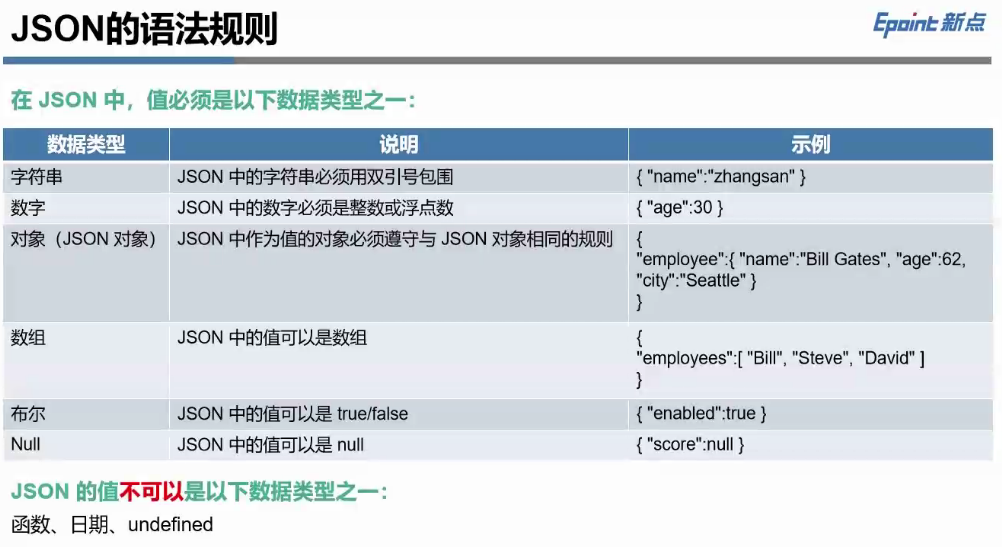 JSON的语法规则
Epoint 新点
在 JSON 中，值必须是以下数据类型之一：
数据类型 说明 示例
字符串 JSON 中的字符串必须用双引号包围 { "name":"zhangsan" }
数字 JSON 中的数字必须是整数或浮点数 { "age":30 }
对象（JSON 对象） JSON 中作为值的对象必须遵守与 JSON 对象相同的规则 {
"employee":{ "name":"Bill Gates", "age":62,
"city":"Seattle" }
}
数组 JSON 中的值可以是数组 {
"employees":[ "Bill", "Steve", "David" ]
}
布尔 JSON 中的值可以是 true/false { "enabled":true }
Null JSON 中的值可以是 null { "score":null }
JSON 的值不可以是以下数据类型之一：
函数、日期、undefined